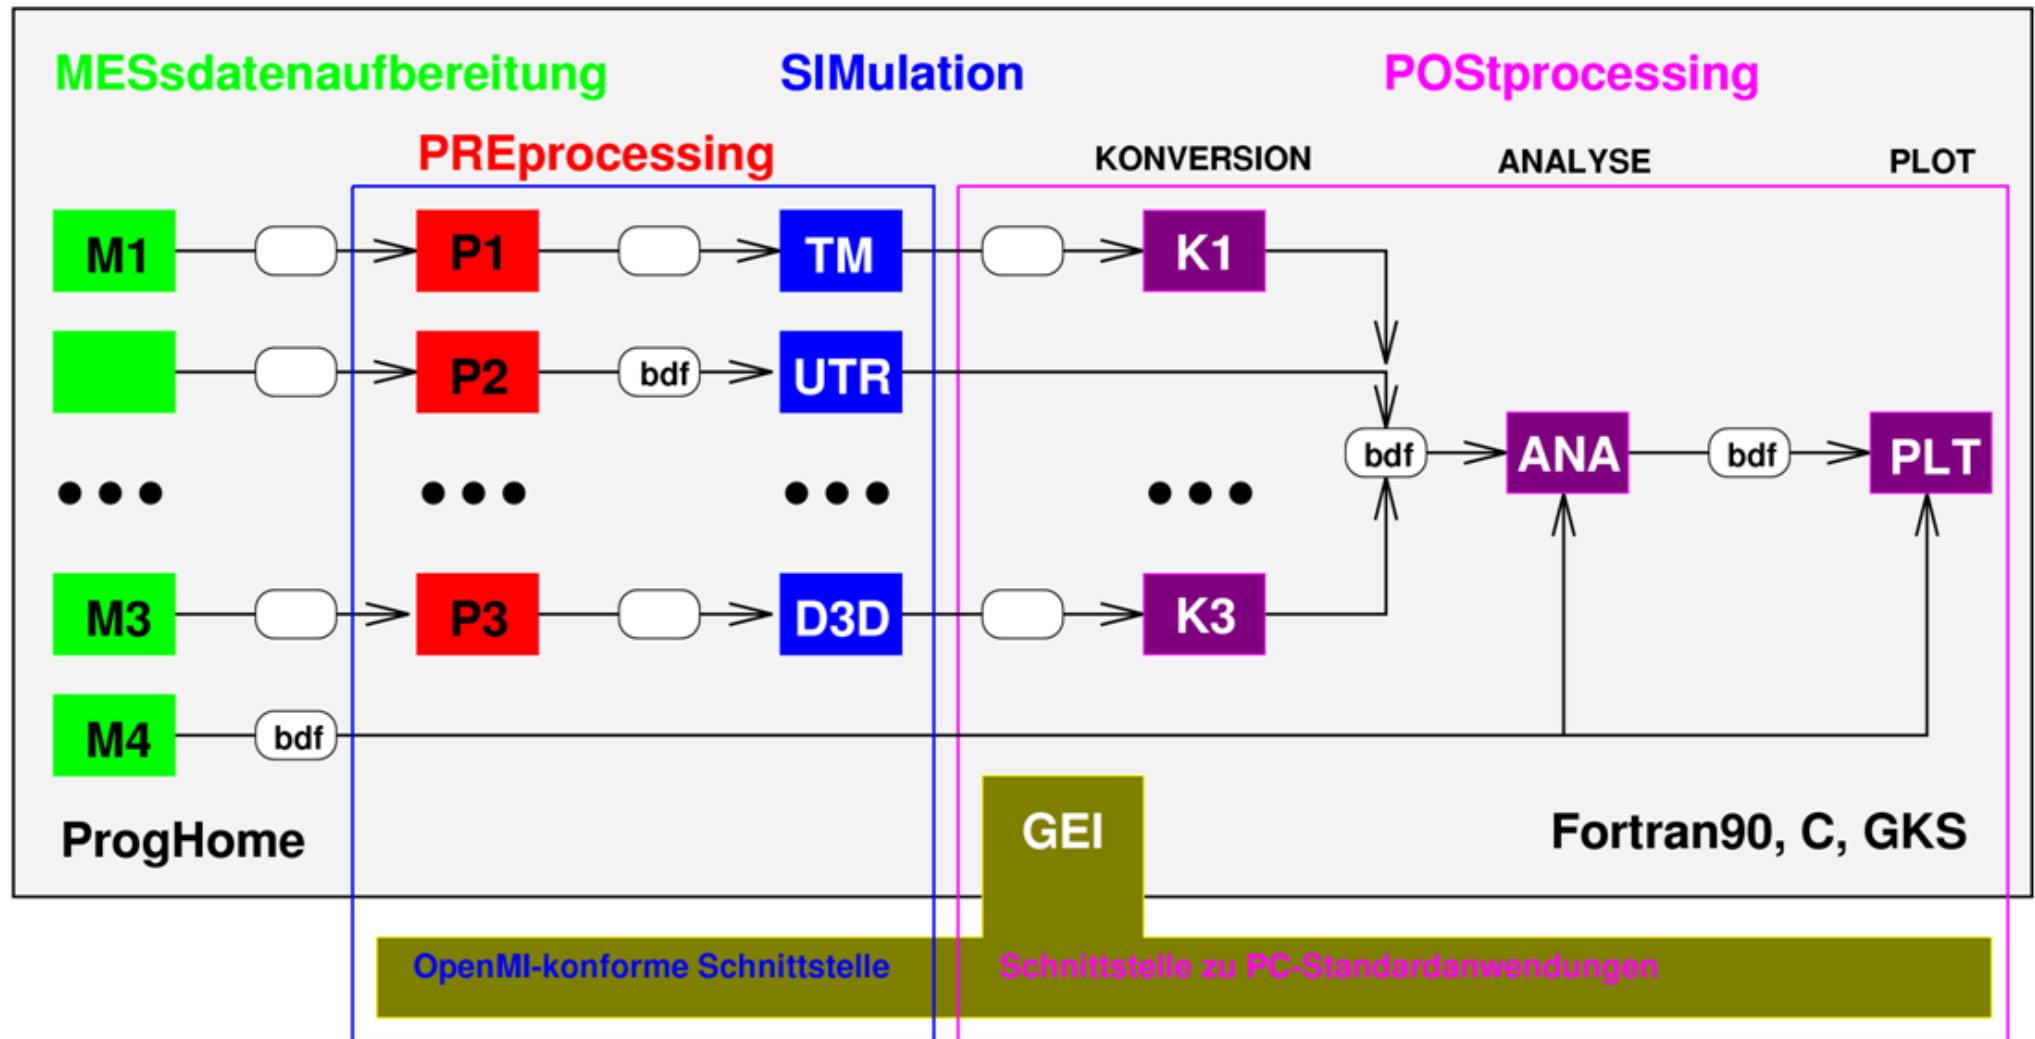 MESsdatenaufbereitung
SIMulation
POStprocessing
PREprocessing
KONVERSION
ANALYSE
PLOT
M1
P1
TM
K1
P2
bdf
UTR
bdf
ANA
bdf
PLT
M3
P3
D3D
K3
M4
bdf
ProgHome
GEI
Fortran90, C, GKS
OpenMI-konforme Schnittstelle
Schnittstelle zu PC-Standardanwendungen